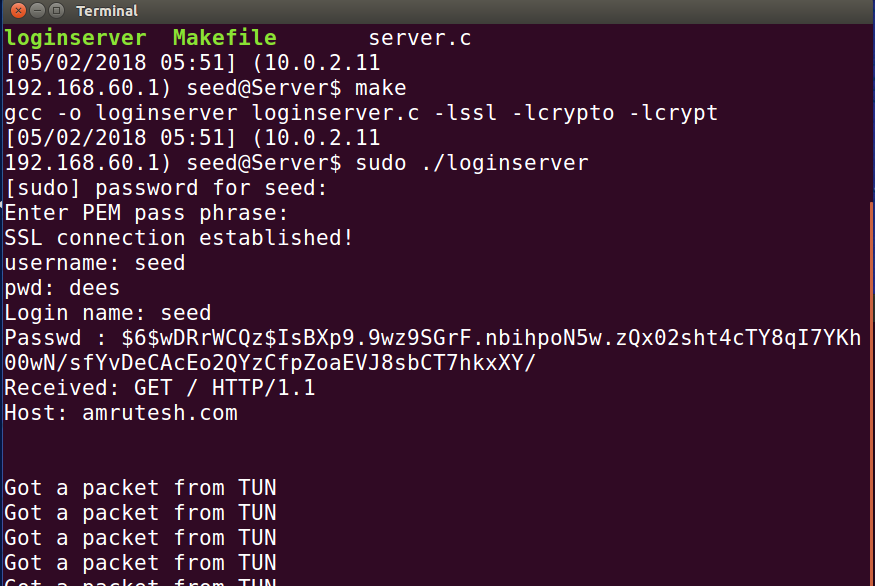 Terminal
loginserver  Makefile       server.c
[05/02/2018 05:51] (10.0.2.11
192.168.60.1) seed@Server$ make
gcc -o loginserver loginserver.c -lssl -lcrypto -lcrypt
[05/02/2018 05:51] (10.0.2.11
192.168.60.1) seed@Server$ sudo ./loginserver
[sudo] password for seed:
Enter PEM pass phrase:
SSL connection established!
username: seed
pwd: dees
Login name: seed
Passwd : $6$wDRrWCQz$IsBXp9.9wz9SGrF.nbihpoN5w.zQx02sht4cTY8qI7YKh
00wN/sfYvDeCAcEo2QYzCfpZoaEVJ8sbCT7hkxXY/
Received: GET / HTTP/1.1
Host: amrutesh.com
Got a packet from TUN
Got a packet from TUN
Got a packet from TUN
Got a packet from TUN
Got a packet from TUN